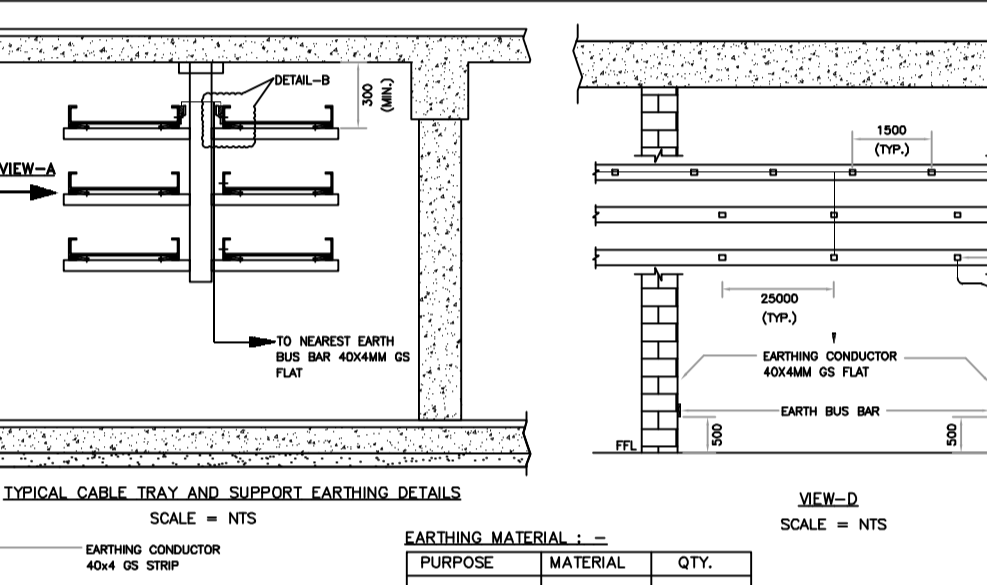 DETAIL-B
300
(MIN.)
VIEW-A
TO NEAREST EARTH
BUS BAR 40X4MM GS
FLAT
TYPICAL CABLE TRAY AND SUPPORT EARTHING DETAILS
SCALE = NTS
EARTHING CONDUCTOR
40x4 GS STRIP
1500
(TYP.)
25000
(TYP.)
EARTHING CONDUCTOR
40X4MM GS FLAT
EARTH BUS BAR
500
500
FFL
VIEW-D
SCALE = NTS
EARTHING MATERIAL : -
PURPOSE MATERIAL QTY.